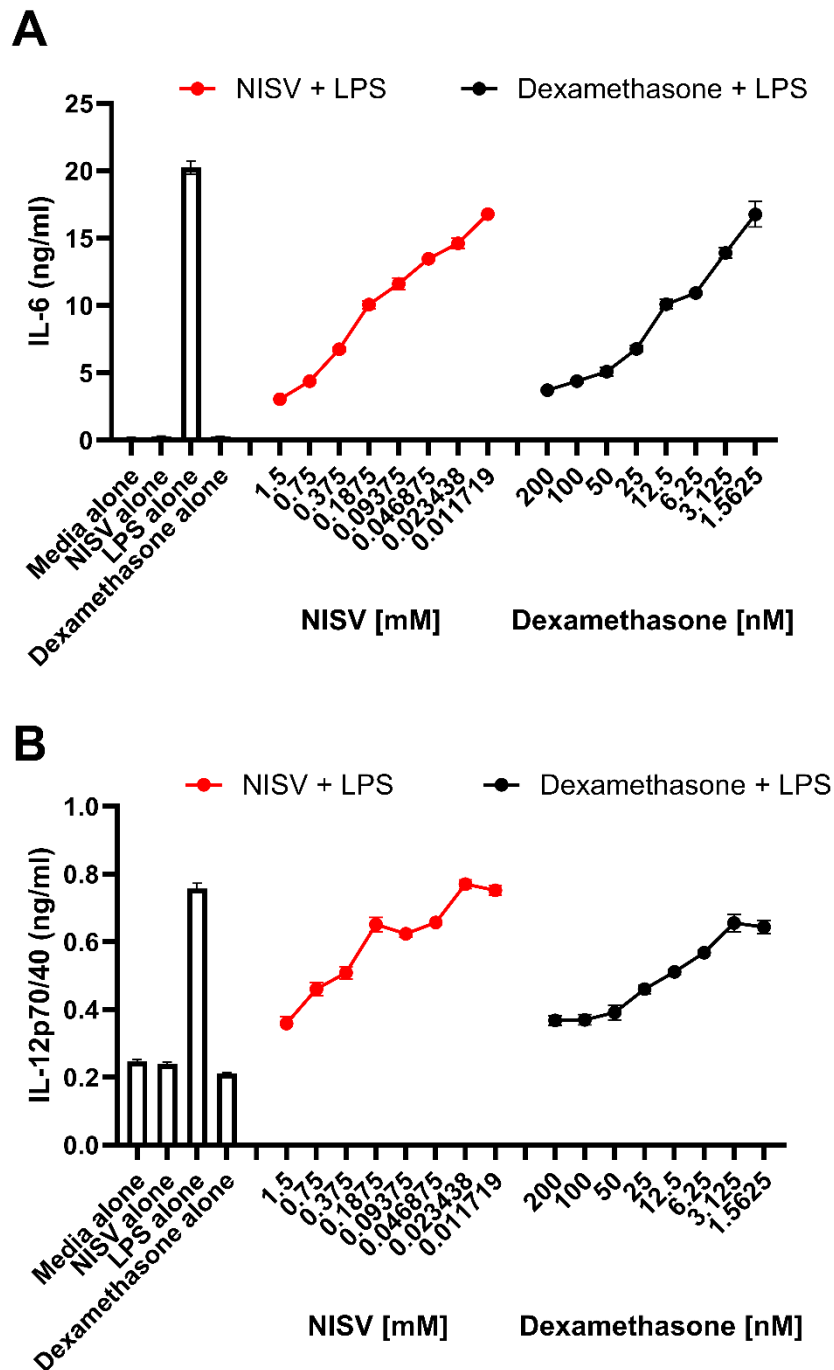 A
NISV + LPS
Dexamethasone + LPS
IL-6 (ng/ml)
25
20
15
10
5
0
Media alone
NISV alone
LPS alone
Dexamethasone alone
1.5
0.75
0.375
0.1875
0.09375
0.046875
0.023438
0.011719
200
100
50
25
12.5
6.25
3.125
1.5625
NISV [mM]
Dexamethasone [nM]
B
NISV + LPS
Dexamethasone + LPS
IL-12p70/40 (ng/ml)
1.0
0.8
0.6
0.4
0.2
0.0
Media alone
NISV alone
LPS alone
Dexamethasone alone
1.5
0.75
0.375
0.1875
0.09375
0.046875
0.023438
0.011719
200
100
50
25
12.5
6.25
3.125
1.5625
NISV [mM]
Dexamethasone [nM]